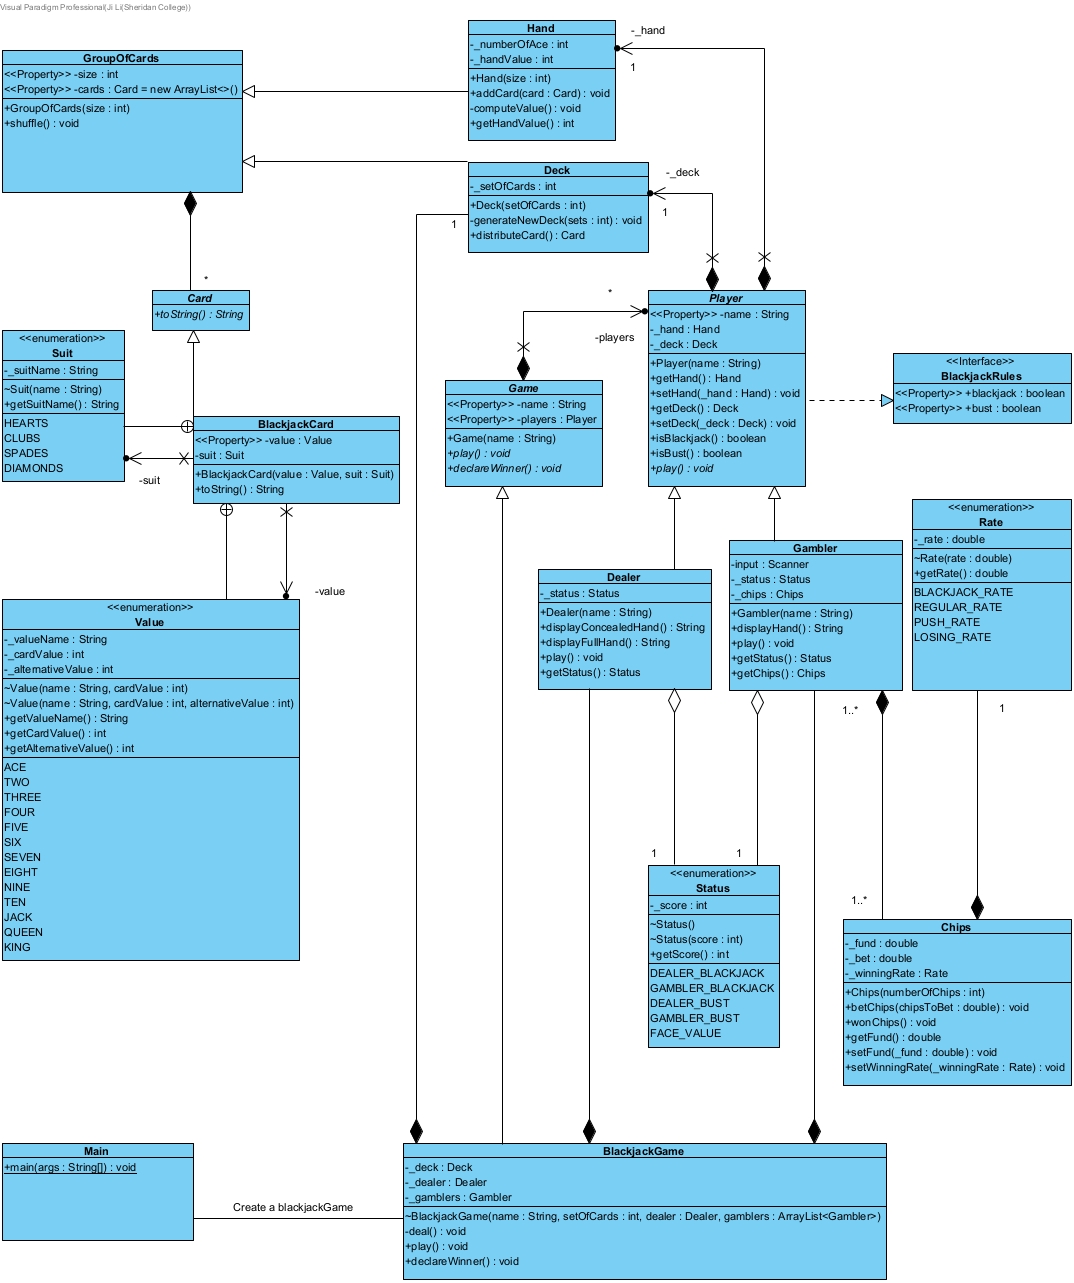 Visual Paradigm Professional(Ji Li(Sheridan College))
Hand
-_numberOfAce : int
-_handValue : int
+Hand(size : int)
+addCard(card : Card) : void
-computeValue() : void
+getHandValue() : int
-_hand
1
GroupOfCards
<<Property>> -size : int
<<Property>> -cards : Card = new ArrayList<>()
+GroupOfCards(size : int)
+shuffle() : void
Deck
-_setOfCards : int
+Deck(setOfCards : int)
-generateNewDeck(sets : int) : void
+distributeCard() : Card
-_deck
1
1
*
Card
+toString() : String
Player
<<Property>> -name : String
-_hand : Hand
-_deck : Deck
+Player(name : String)
+getHand() : Hand
+setHand(_hand : Hand) : void
+getDeck() : Deck
+setDeck(_deck : Deck) : void
+isBlackjack() : boolean
+isBust() : boolean
+play() : void
*
-players
<<enumeration>>
Suit
-_suitName : String
~Suit(name : String)
+getSuitName() : String
HEARTS
CLUBS
SPADES
DIAMONDS
<<Interface>>
BlackjackRules
<<Property>> +blackjack : boolean
<<Property>> +bust : boolean
Game
<<Property>> -name : String
<<Property>> -players : Player
+Game(name : String)
+play() : void
+declareWinner() : void
BlackjackCard
<<Property>> -value : Value
-suit : Suit
+BlackjackCard(value : Value, suit : Suit)
+toString() : String
-suit
-value
<<enumeration>>
Rate
-_rate : double
~Rate(rate : double)
+getRate() : double
BLACKJACK_RATE
REGULAR_RATE
PUSH_RATE
LOSING_RATE
Gambler
-input : Scanner
-_status : Status
-_chips : Chips
+Gambler(name : String)
+displayHand() : String
+play() : void
+getStatus() : Status
+getChips() : Chips
Dealer
-_status : Status
+Dealer(name : String)
+displayConcealedHand() : String
+displayFullHand() : String
+play() : void
+getStatus() : Status
<<enumeration>>
Value
-_valueName : String
-_cardValue : int
-_alternativeValue : int
~Value(name : String, cardValue : int)
~Value(name : String, cardValue : int, alternativeValue : int)
+getValueName() : String
+getCardValue() : int
+getAlternativeValue() : int
ACE
TWO
THREE
FOUR
FIVE
SIX
SEVEN
EIGHT
NINE
TEN
JACK
QUEEN
KING
1..*
1
1
1
1..*
<<enumeration>>
Status
-_score : int
~Status()
~Status(score : int)
+getScore() : int
DEALER_BLACKJACK
GAMBLER_BLACKJACK
DEALER_BUST
GAMBLER_BUST
FACE_VALUE
Chips
-_fund : double
-_bet : double
-_winningRate : Rate
+Chips(numberOfChips : int)
+betChips(chipsToBet : double) : void
+wonChips() : void
+getFund() : double
+setFund(_fund : double) : void
+setWinningRate(_winningRate : Rate) : void
Main
+main(args : String[]) : void
Create a blackjackGame
BlackjackGame
-_deck : Deck
-_dealer : Dealer
-_gamblers : Gambler
~BlackjackGame(name : String, setOfCards : int, dealer : Dealer, gamblers : ArrayList<Gambler>)
-deal() : void
+play() : void
+declareWinner() : void